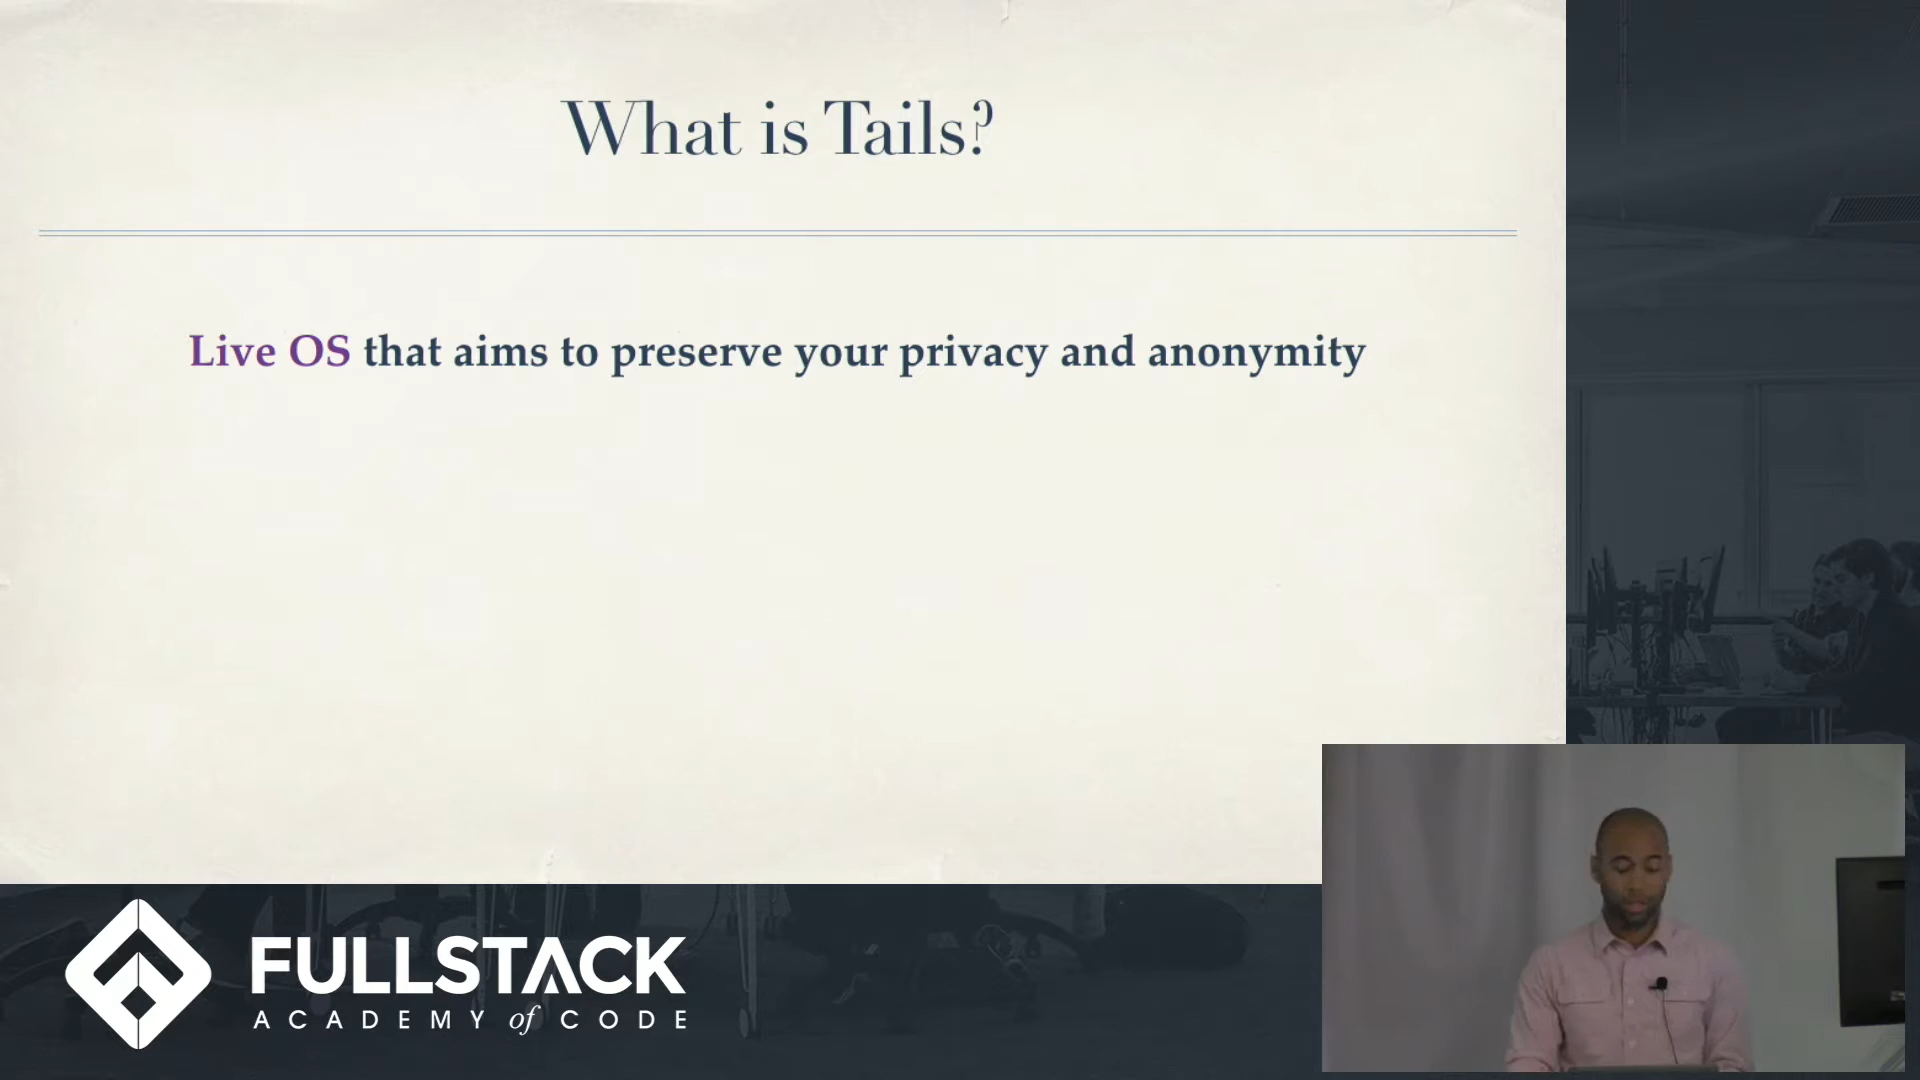 What is Tails?
Live OS that aims to preserve your privacy and anonymity
FULLSTACK
ACADEMY of CODE